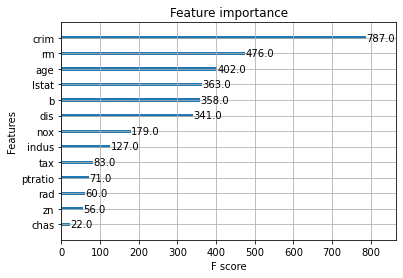 Feature importance
Features
crim 787.0
rm 476.0
age 402.0
lstat 363.0
b 358.0
dis 341.0
nox 179.0
indus 127.0
tax 83.0
ptratio 71.0
rad 60.0
zn 56.0
chas 22.0
0 100 200 300 400 500 600 700 800
F score